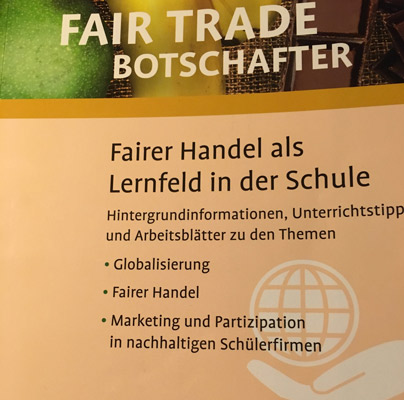 FAIR TRADE
BOTSCHAFTER
Fairer Handel als
Lernfeld in der Schule
Hintergrundinformationen, Unterrichtstipp
und Arbeitsblätter zu den Themen
• Globalisierung
• Fairer Handel
• Marketing und Partizipation
in nachhaltigen Schülerfirmen